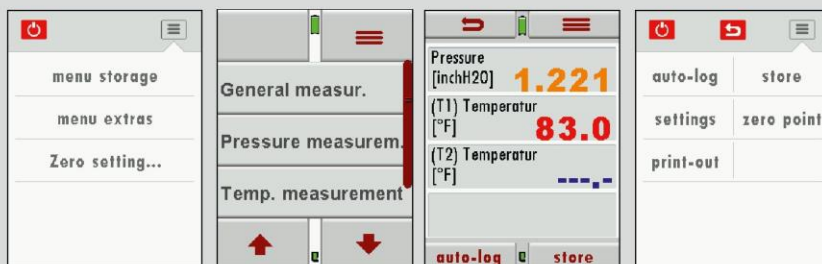 menu storage
menu extras
Zero setting...
General measur.
Pressure measurem.
Temp. measurement
Pressure
[inchH2O] 1.221
(T1) Temperatur
[°F] 83.0
(T2) Temperatur
[°F] ---.-
auto-log store
auto-log store
settings zero point
print-out